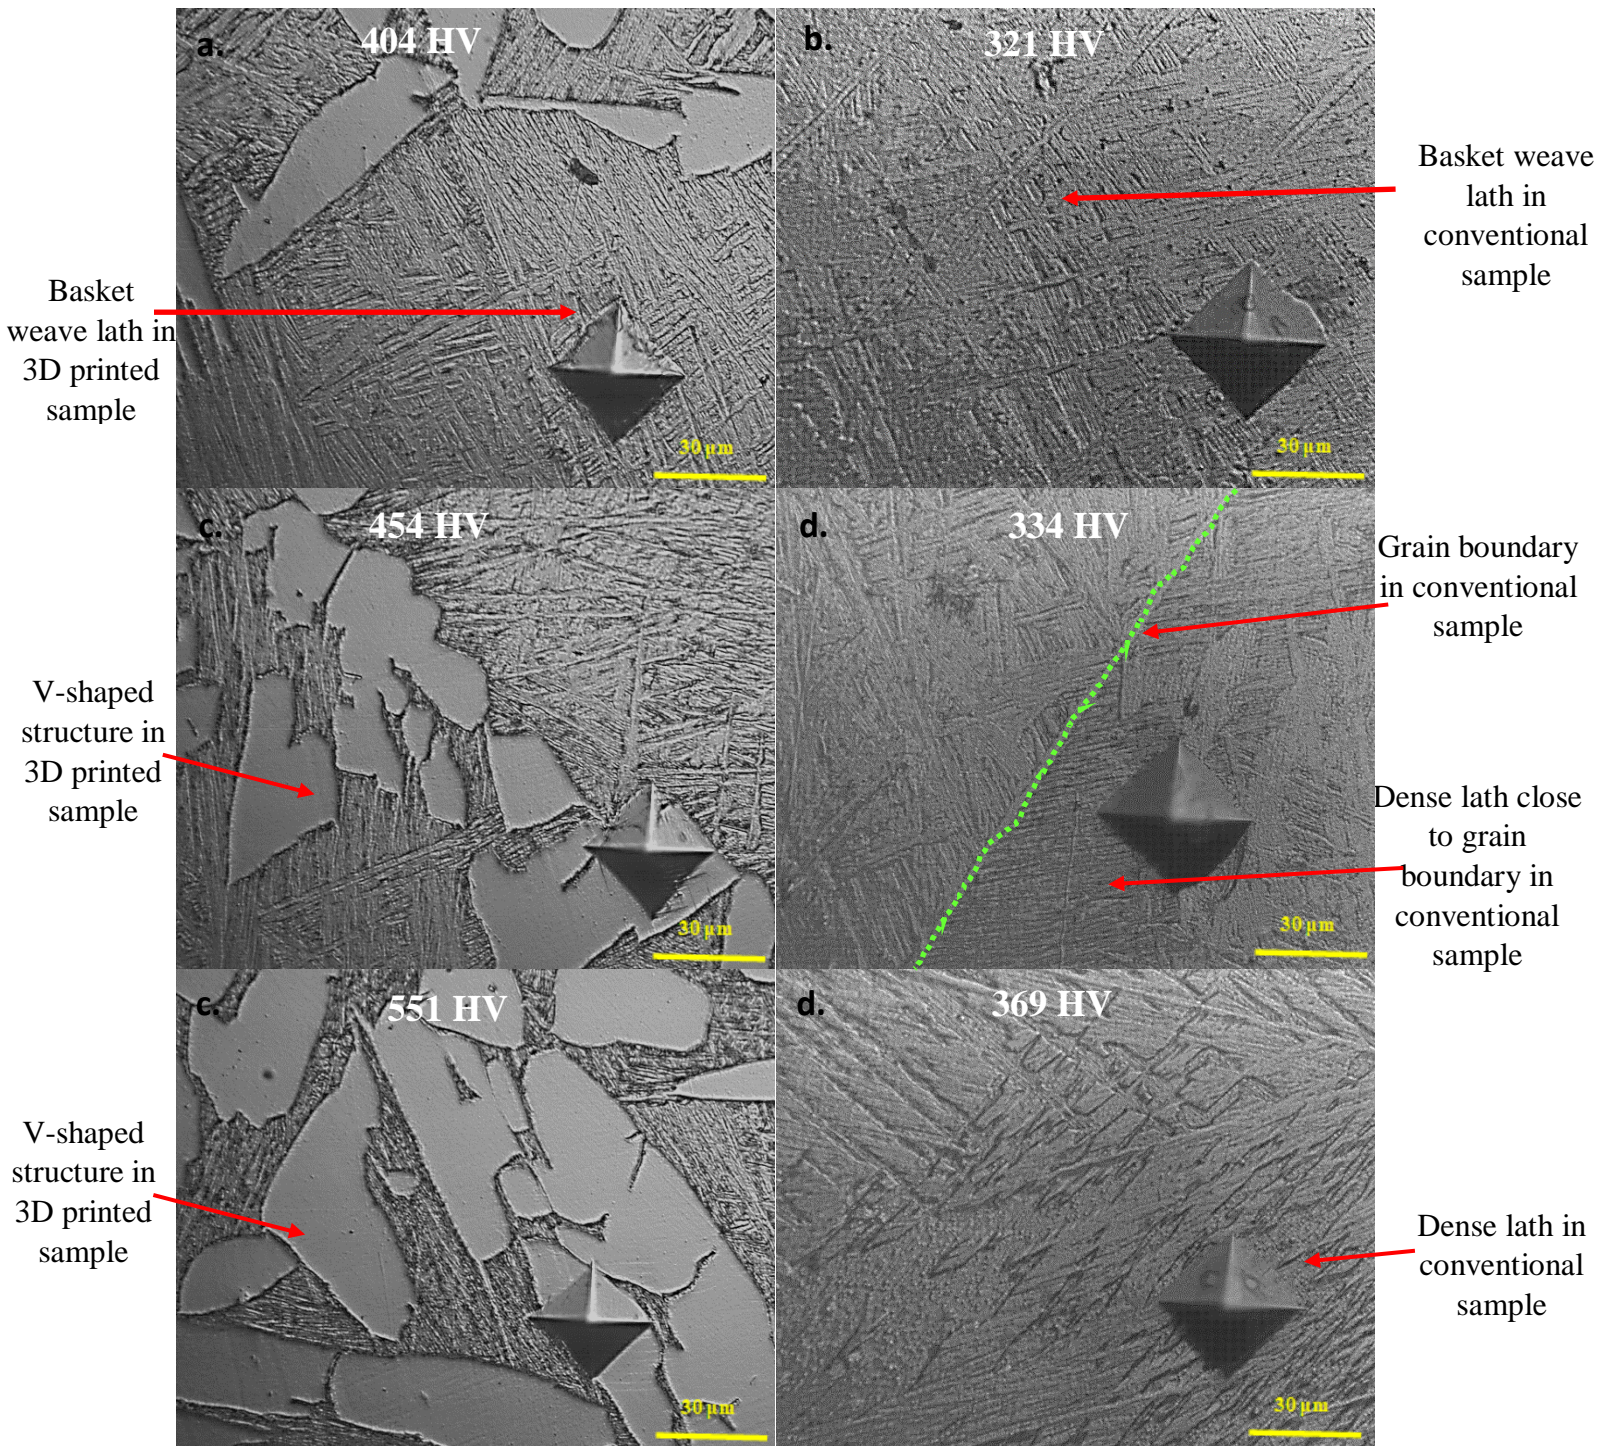 a.
404 HV
b.
321 HV
Basket weave
lath in
conventional
sample
Basket
weave lath in
3D printed
sample
30 µm
30 µm
c.
454 HV
d.
334 HV
Grain boundary
in conventional
sample
V-shaped
structure in
3D printed
sample
Dense lath close
to grain
boundary in
conventional
sample
30 µm
30 µm
c.
551 HV
d.
369 HV
V-shaped
structure in
3D printed
sample
Dense lath in
conventional
sample
30 µm
30 µm